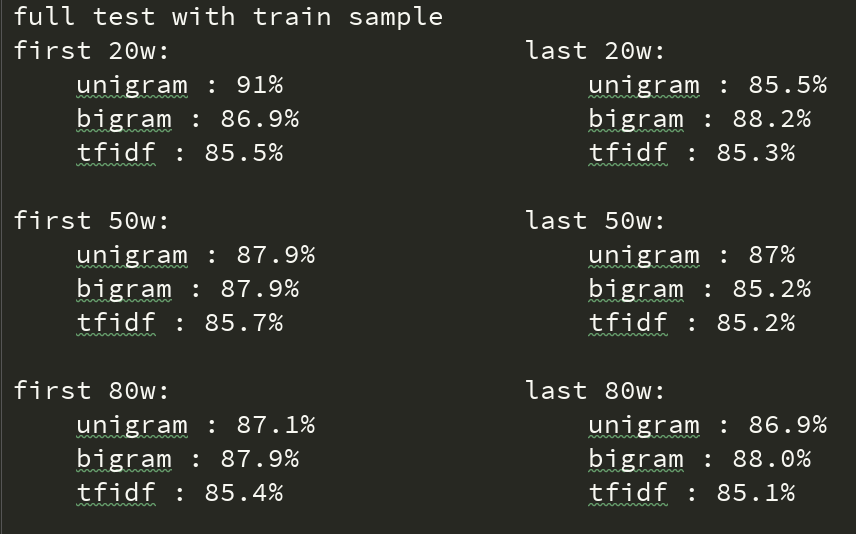 full test with train sample
first 20w: last 20w:
unigram : 91% unigram : 85.5%
bigram : 86.9% bigram : 88.2%
tfidf : 85.5% tfidf : 85.3%
first 50w: last 50w:
unigram : 87.9% unigram : 87%
bigram : 87.9% bigram : 85.2%
tfidf : 85.7% tfidf : 85.2%
first 80w: last 80w:
unigram : 87.1% unigram : 86.9%
bigram : 87.9% bigram : 88.0%
tfidf : 85.4% tfidf : 85.1%